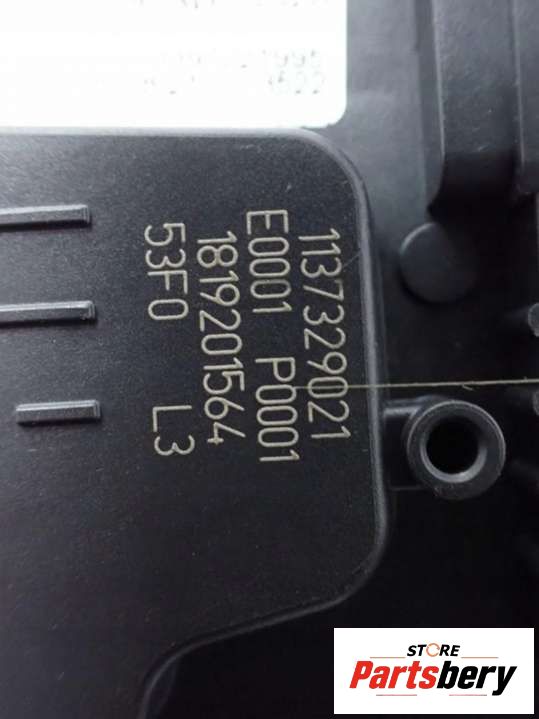 1137329021
E0001 P0001
1819201564
53F0 L3
STORE
Partsbery